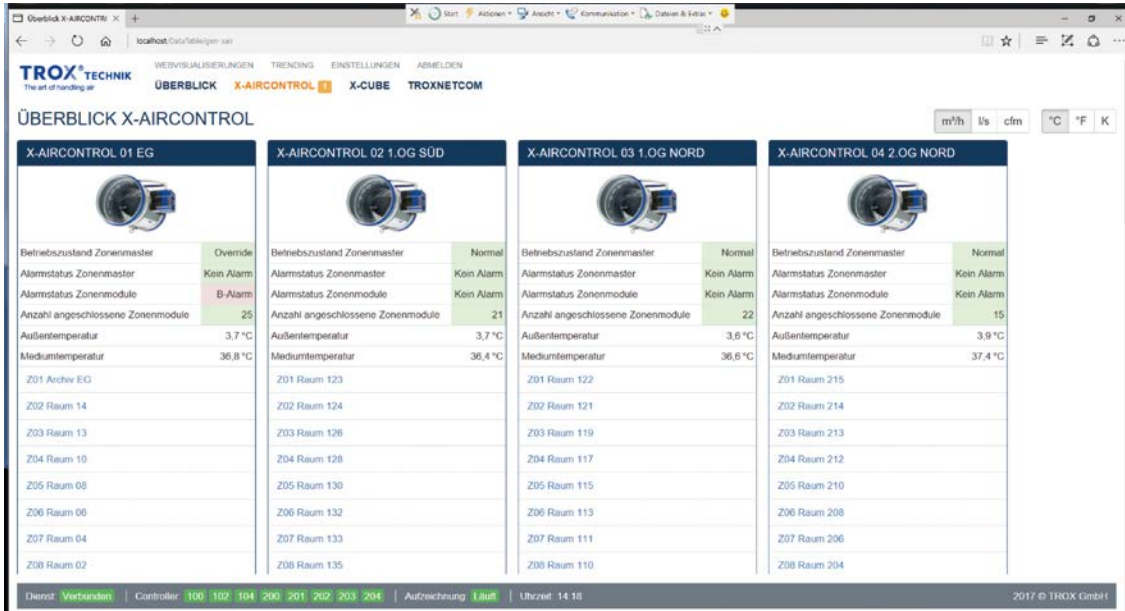 Überblick X-AIRCONTR
Start Aktionen Ansicht Kommunikation Dateien & Extras
localhost/DataTable/gen-xair
TROX® TECHNIK
The art of handling air
WEBVISUALISIERUNGEN TRENDING EINSTELLUNGEN ABMELDEN
ÜBERBLICK X-AIRCONTROL 1 X-CUBE TROXNETCOM
ÜBERBLICK X-AIRCONTROL
m³/h l/s cfm °C °F K
X-AIRCONTROL 01 EG
Betriebszustand Zonenmaster Override
Alarmstatus Zonenmaster Kein Alarm
Alarmstatus Zonenmodule B-Alarm
Anzahl angeschlossene Zonenmodule 25
Außentemperatur 3,7 °C
Mediumtemperatur 36,8 °C
Z01 Archiv EG
Z02 Raum 14
Z03 Raum 13
Z04 Raum 10
Z05 Raum 08
Z06 Raum 06
Z07 Raum 04
Z08 Raum 02
X-AIRCONTROL 02 1.OG SÜD
Betriebszustand Zonenmaster Normal
Alarmstatus Zonenmaster Kein Alarm
Alarmstatus Zonenmodule Kein Alarm
Anzahl angeschlossene Zonenmodule 21
Außentemperatur 3,7 °C
Mediumtemperatur 36,4 °C
Z01 Raum 123
Z02 Raum 124
Z03 Raum 126
Z04 Raum 128
Z05 Raum 130
Z06 Raum 132
Z07 Raum 133
Z08 Raum 135
X-AIRCONTROL 03 1.OG NORD
Betriebszustand Zonenmaster Normal
Alarmstatus Zonenmaster Kein Alarm
Alarmstatus Zonenmodule Kein Alarm
Anzahl angeschlossene Zonenmodule 22
Außentemperatur 3,6 °C
Mediumtemperatur 36,6 °C
Z01 Raum 122
Z02 Raum 121
Z03 Raum 119
Z04 Raum 117
Z05 Raum 115
Z06 Raum 113
Z07 Raum 111
Z08 Raum 110
X-AIRCONTROL 04 2.OG NORD
Betriebszustand Zonenmaster Normal
Alarmstatus Zonenmaster Kein Alarm
Alarmstatus Zonenmodule Kein Alarm
Anzahl angeschlossene Zonenmodule 15
Außentemperatur 3,9 °C
Mediumtemperatur 37,4 °C
Z01 Raum 215
Z02 Raum 214
Z03 Raum 213
Z04 Raum 212
Z05 Raum 210
Z06 Raum 208
Z07 Raum 206
Z08 Raum 204
Dienst: Verbunden | Controller: 100 102 104 200 201 202 203 204 | Aufzeichnung: Läuft | Uhrzeit: 14:18 2017 © TROX GmbH